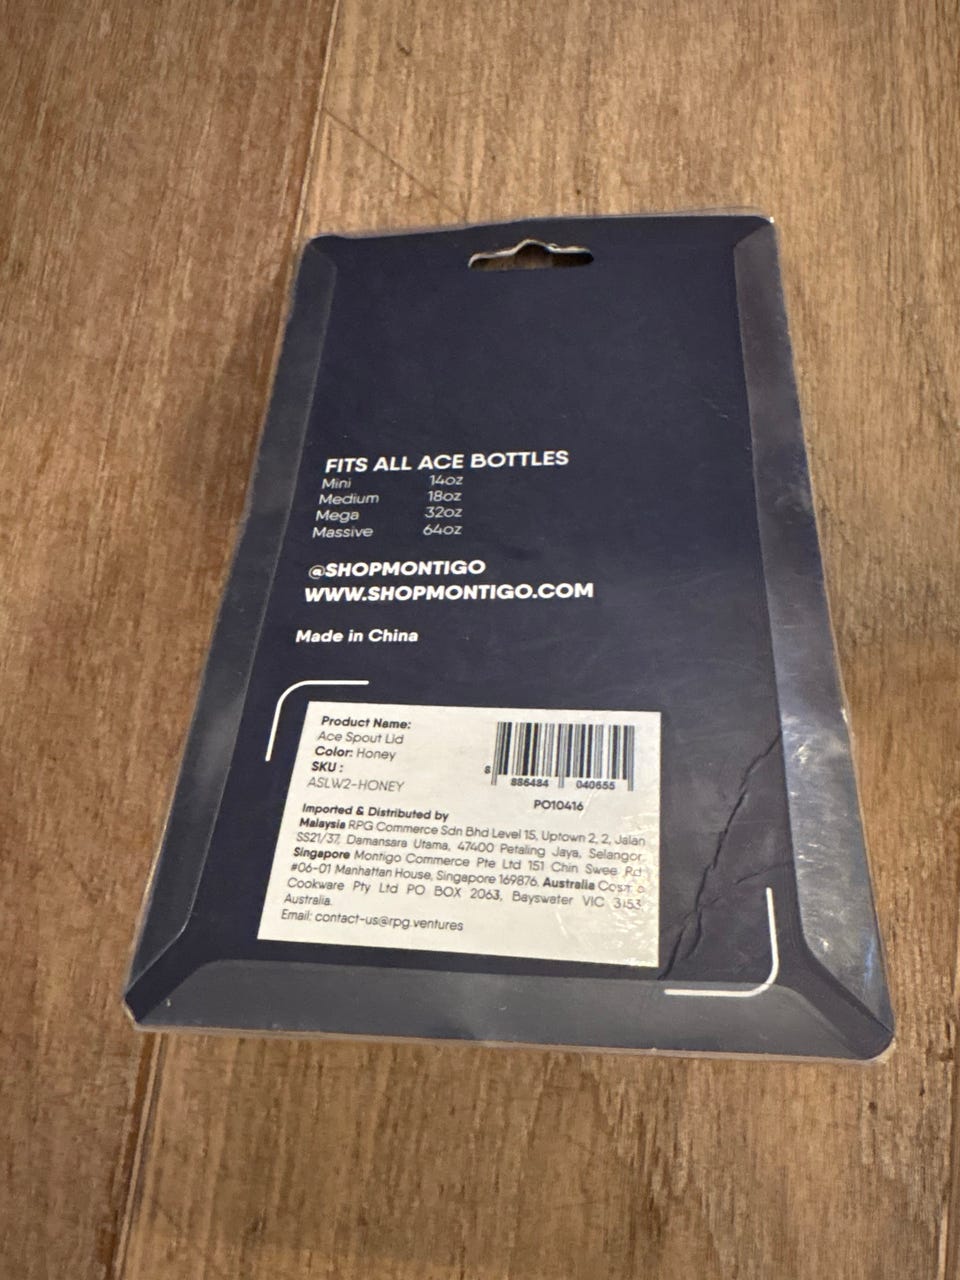 FITS ALL ACE BOTTLES
Mini 14oz
Medium 18oz
Mega 32oz
Massive 64oz
@SHOPMONTIGO
WWW.SHOPMONTIGO.COM
Made in China
Product Name:
Ace Spout Lid
Color: Honey
SKU :
ASLW2-HONEY
8 886484 040655
PO10416
Imported & Distributed by
Malaysia RPG Commerce Sdn Bhd Level 15, Uptown 2, 2, Jalan
SS21/37, Damansara Utama, 47400 Petaling Jaya, Selangor
Singapore Montigo Commerce Pte Ltd 151 Chin Swee Rd
#06-01 Manhattan House, Singapore 169876, Australia
Cookware Pty Ltd PO BOX 2063, Bayswater VIC 3153
Australia.
Email: contact-us@rpg.ventures